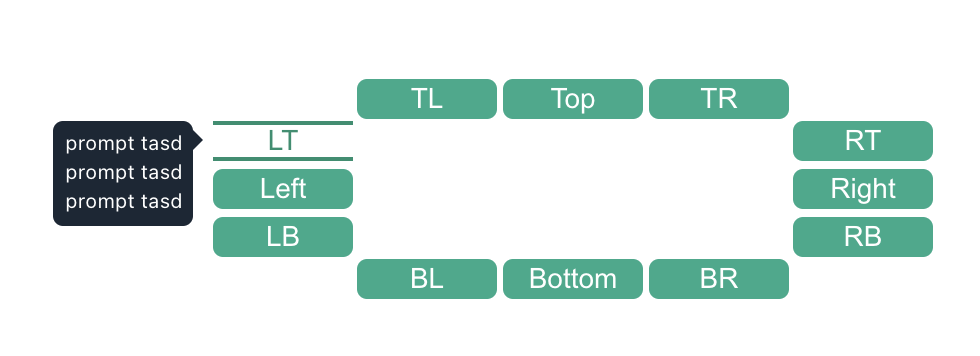 TL
Top
TR
prompt tasd
prompt tasd
prompt tasd
LT
Left
LB
RT
Right
RB
BL
Bottom
BR